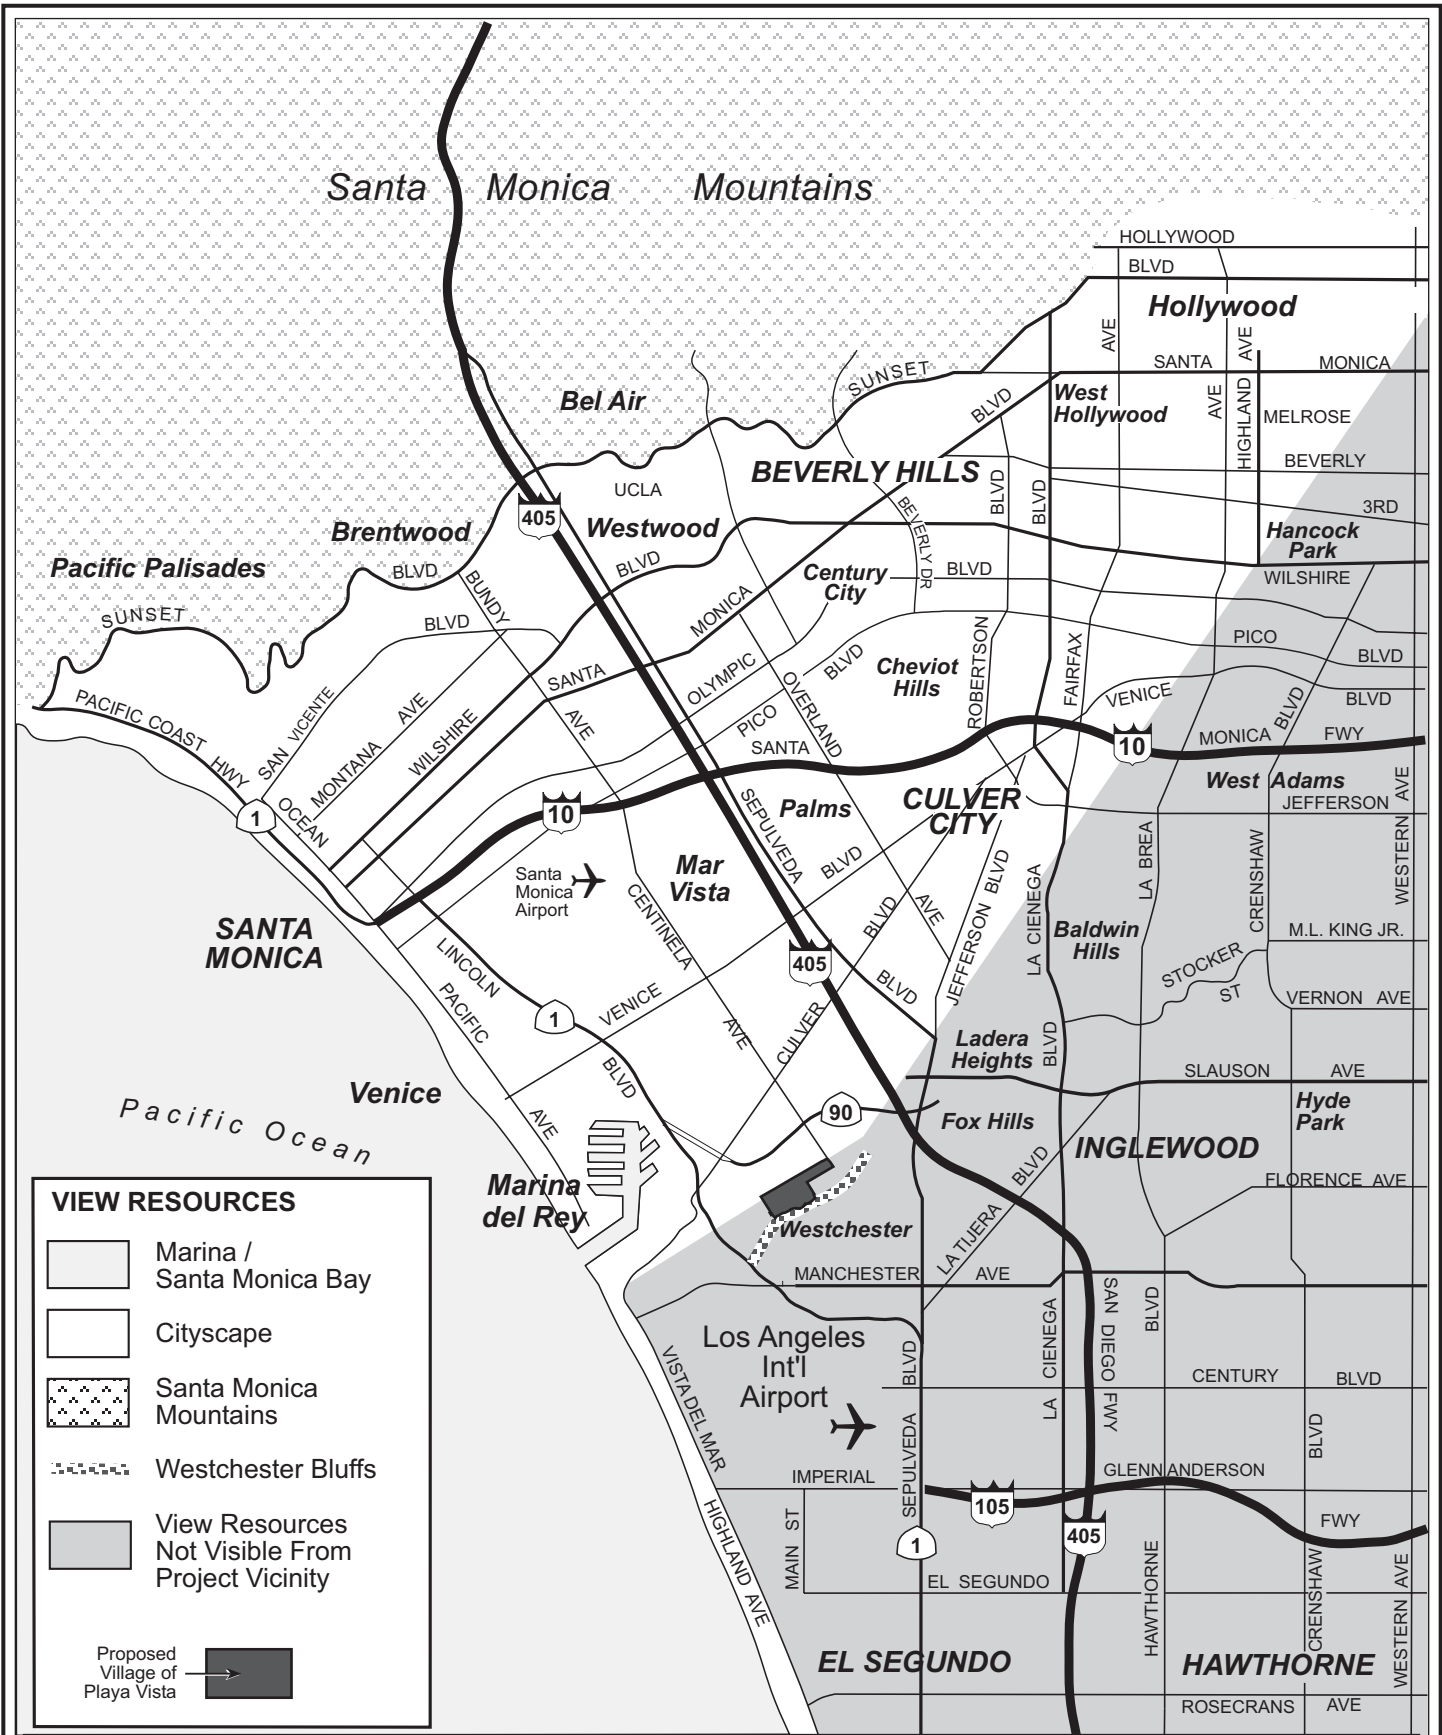 Santa Monica Mountains
HOLLYWOOD
BLVD
Hollywood
AVE
AVE
SANTA
MONICA
SUNSET
Bel Air
BLVD
West
Hollywood
AVE
HIGHLAND
MELROSE
BEVERLY HILLS
BEVERLY
UCLA
BLVD
BLVD
405
BEVERLY DR
3RD
Brentwood
Westwood
Hancock
Park
Pacific Palisades
BLVD
BLVD
BUNDY
Century
City
BLVD
WILSHIRE
SUNSET
BLVD
MONICA
ROBERTSON
FAIRFAX
PICO
BLVD
SANTA
OLYMPIC
BLVD
Cheviot
Hills
OVERLAND
VENICE
BLVD
BLVD
PACIFIC COAST
HWY
SAN VICENTE
AVE
MONTANA
WILSHIRE
AVE
PICO
SANTA
10
MONICA
FWY
West Adams
AVE
1
OCEAN
10
SEPULVEDA
Palms
CULVER
CITY
JEFFERSON
Santa
Monica
Airport
Mar
Vista
BLVD
BLVD
LA CIENEGA
LA BREA
CRENSHAW
WESTERN
CENTINELA
AVE
BLVD
SANTA
MONICA
LINCOLN
Baldwin
Hills
M.L. KING JR.
405
JEFFERSON
STOCKER
ST
PACIFIC
1
VENICE
BLVD
VERNON AVE
AVE
CULVER
Ladera
Heights
BLVD
BLVD
SLAUSON
AVE
Venice
Pacific Ocean
AVE
90
Fox Hills
Hyde
Park
INGLEWOOD
BLVD
Marina
del Rey
FLORENCE AVE
Westchester
LA TIJERA
MANCHESTER
AVE
SAN DIEGO FWY
BLVD
Los Angeles
Int'l
Airport
VISTA DEL MAR
BLVD
LA CIENEGA
CENTURY
BLVD
SEPULVEDA
BLVD
IMPERIAL
GLENN ANDERSON
105
FWY
HIGHLAND AVE
MAIN ST
1
405
HAWTHORNE
CRENSHAW
WESTERN AVE
EL SEGUNDO
EL SEGUNDO
HAWTHORNE
ROSECRANS AVE
VIEW RESOURCES
Marina /
Santa Monica Bay
Cityscape
Santa Monica
Mountains
Westchester Bluffs
View Resources
Not Visible From
Project Vicinity
Proposed
Village of
Playa Vista